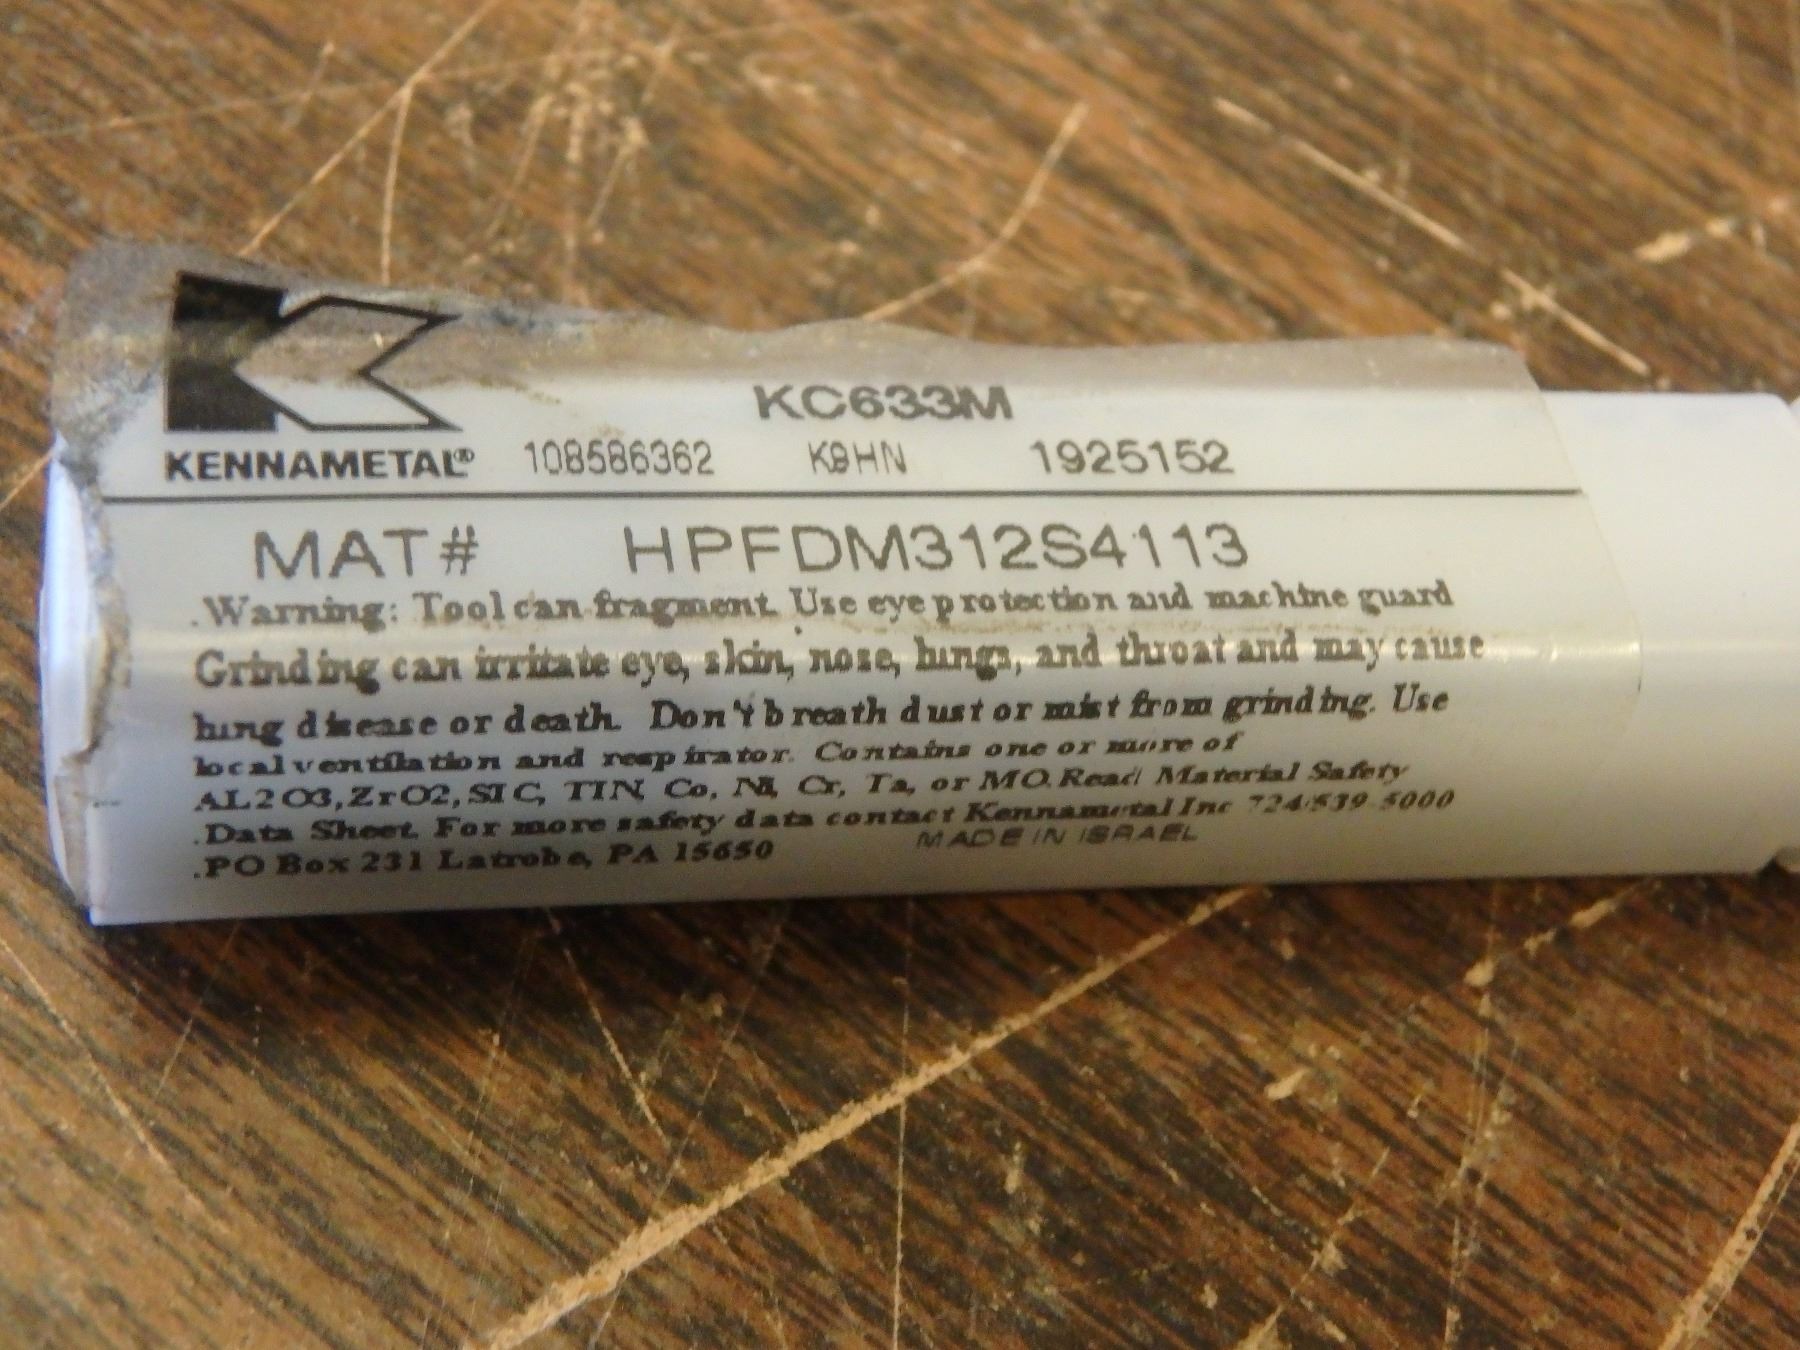 KC633M
KENNAMETAL® 108586362 K9HN 1925152
MAT# HPFDM312S4113
.Warning: Tool can fragment. Use eye protection and machine guard
Grinding can irritate eye, skin, nose, lungs, and throat and may cause
lung disease or death. Don't breath dust or mist from grinding. Use
local ventilation and respirator. Contains one or more of
AL2O3,ZrO2,SIC, TIN, Co, Ni, Cr, Ta, or MO. Read Material Safety
.Data Sheet. For more safety data contact Kennametal Inc 724/539-5000
.PO Box 231 Latrobe, PA 15650 MADE IN ISRAEL